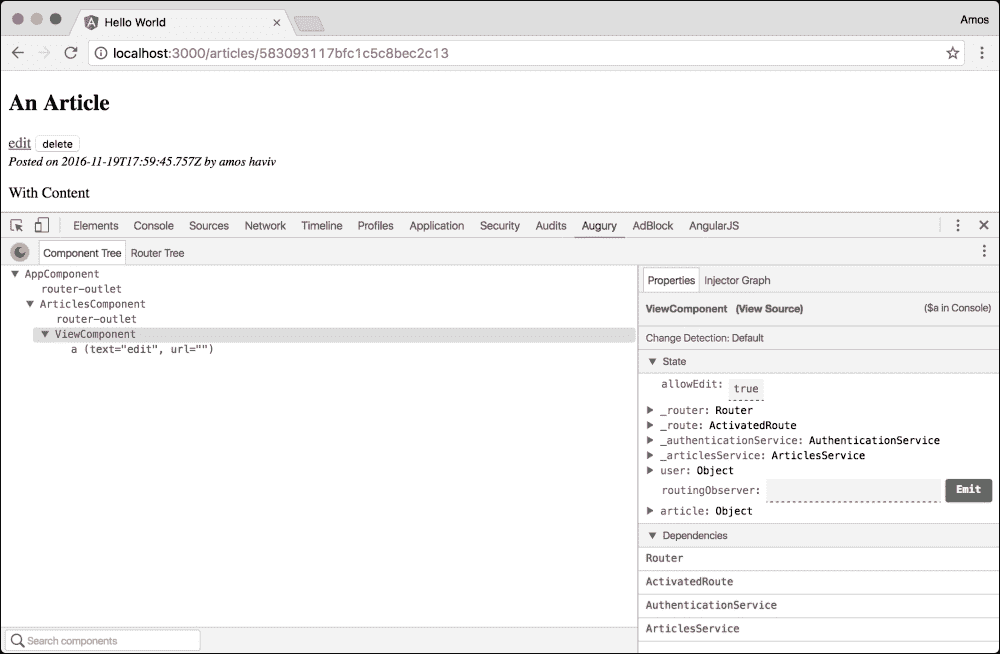 Hello World
Amos
localhost:3000/articles/583093117bfc1c5c8bec2c13
An Article
edit delete
Posted on 2016-11-19T17:59:45.757Z by amos haviv
With Content
Elements Console Sources Network Timeline Profiles Application Security Audits Augury AdBlock AngularJS
Component Tree Router Tree
AppComponent
router-outlet
ArticlesComponent
router-outlet
ViewComponent
a (text="edit", url="")
Search components
Properties Injector Graph
ViewComponent (View Source) ($a in Console)
Change Detection: Default
State
allowEdit: true
_router: Router
_route: ActivatedRoute
_authenticationService: AuthenticationService
_articlesService: ArticlesService
user: Object
routingObserver: Emit
article: Object
Dependencies
Router
ActivatedRoute
AuthenticationService
ArticlesService